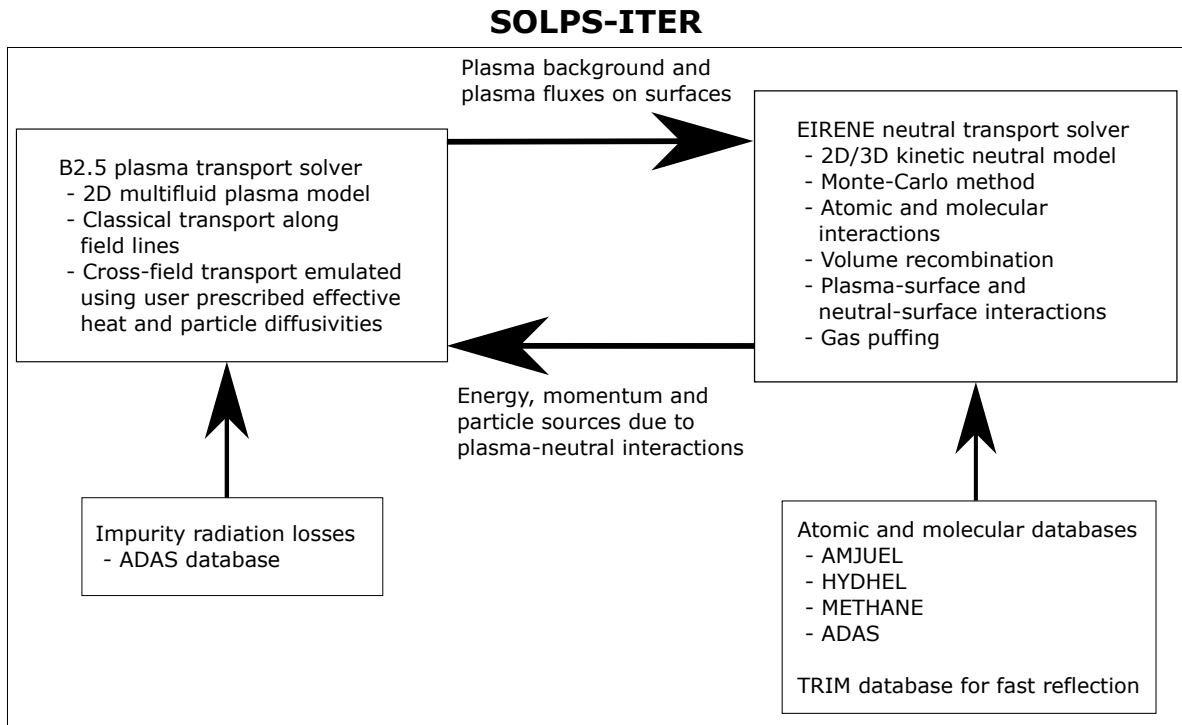 SOLPS-ITER
Plasma background and
plasma fluxes on surfaces
B2.5 plasma transport solver
- 2D multifluid plasma model
- Classical transport along
field lines
- Cross-field transport emulated
using user prescribed effective
heat and particle diffusivities
EIRENE neutral transport solver
- 2D/3D kinetic neutral model
- Monte-Carlo method
- Atomic and molecular
interactions
- Volume recombination
- Plasma-surface and
neutral-surface interactions
- Gas puffing
Energy, momentum and
particle sources due to
plasma-neutral interactions
Impurity radiation losses
- ADAS database
Atomic and molecular databases
- AMJUEL
- HYDHEL
- METHANE
- ADAS
TRIM database for fast reflection